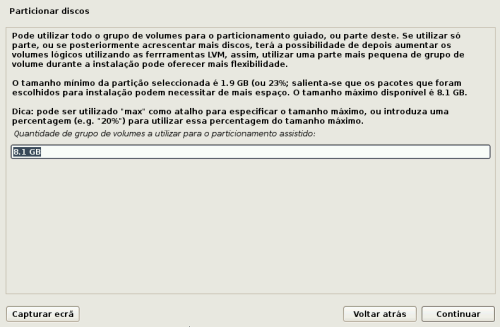 Particionar discos
Pode utilizar todo o grupo de volumes para o particionamento guiado, ou parte deste. Se utilizar só
parte, ou se posteriormente acrescentar mais discos, terá a possibilidade de depois aumentar os
volumes lógicos utilizando as ferrramentas LVM, assim, utilizar uma parte mais pequena de grupo de
volume durante a instalação pode oferecer mais flexibilidade.
O tamanho mínimo da partição seleccionada é 1.9 GB (ou 23%; salienta-se que os pacotes que foram
escolhidos para instalação podem necessitar de mais espaço. O tamanho máximo disponível é 8.1 GB.
Dica: pode ser utilizado "max" como atalho para especificar o tamanho máximo, ou introduza uma
percentagem (e.g. "20%") para utilizar essa percentagem do tamanho máximo.
Quantidade de grupo de volumes a utilizar para o particionamento assistido:
8.1 GB
Capturar ecrã
Voltar atrás
Continuar